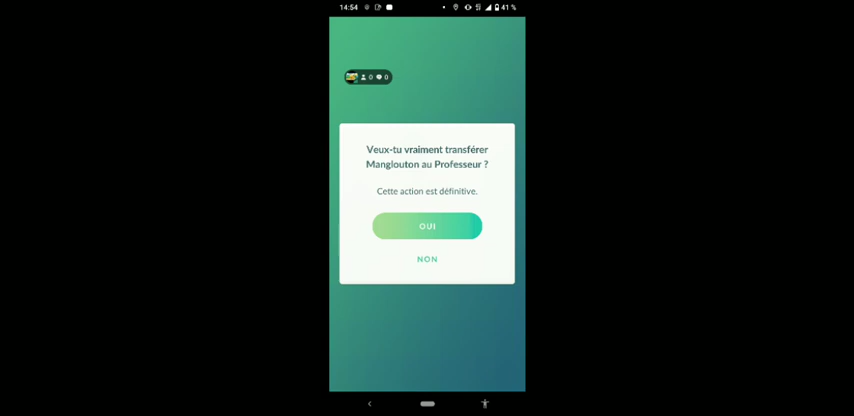 14:54 41 %
0 0
Veux-tu vraiment transférer
Manglouton au Professeur ?
Cette action est définitive.
OUI
NON